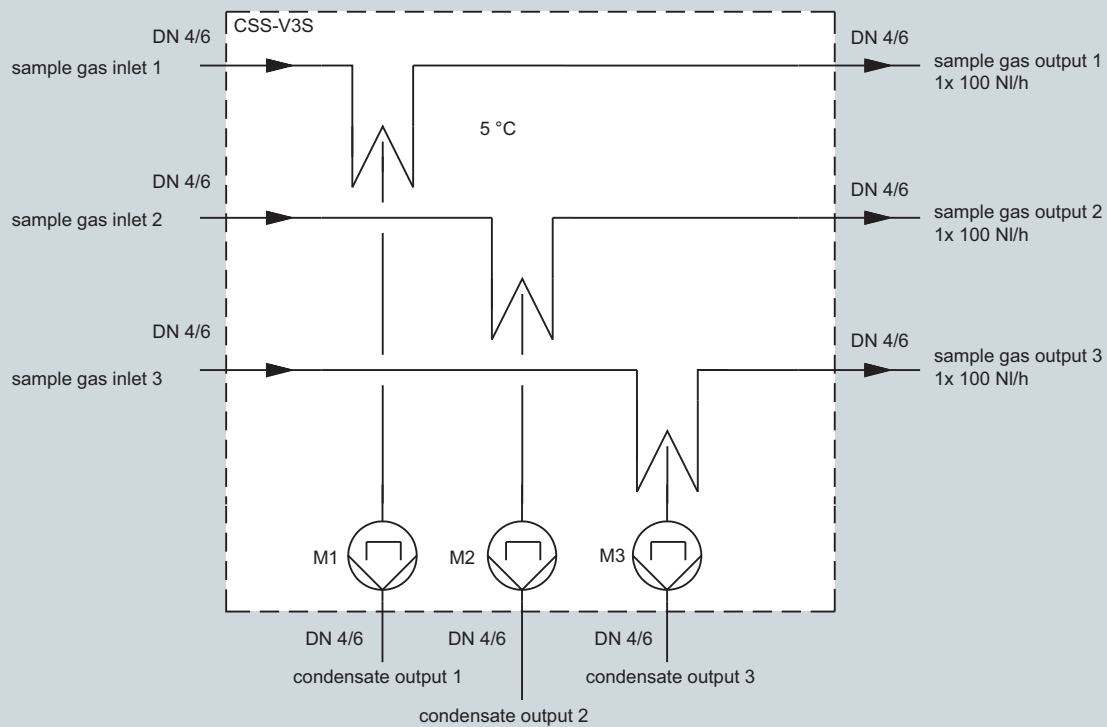 CSS-V3S
DN 4/6
DN 4/6
sample gas inlet 1
sample gas output 1
1x 100 Nl/h
5 °C
DN 4/6
DN 4/6
sample gas inlet 2
sample gas output 2
1x 100 Nl/h
DN 4/6
DN 4/6
sample gas inlet 3
sample gas output 3
1x 100 Nl/h
M1
M2
M3
DN 4/6
DN 4/6
DN 4/6
condensate output 1
condensate output 3
condensate output 2